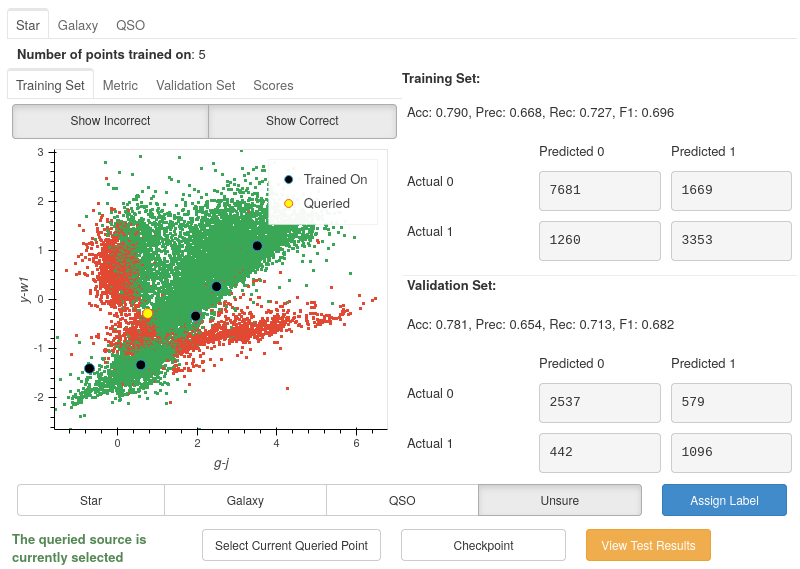 Star Galaxy QSO
Number of points trained on: 5
Training Set Metric Validation Set Scores
Show Incorrect Show Correct
3
2
1
0
-1
-2
y-w1
Trained On
Queried
0 2 4 6
g-j
Training Set:
Acc: 0.790, Prec: 0.668, Rec: 0.727, F1: 0.696
Predicted 0 Predicted 1
Actual 0 7681 1669
Actual 1 1260 3353
Validation Set:
Acc: 0.781, Prec: 0.654, Rec: 0.713, F1: 0.682
Predicted 0 Predicted 1
Actual 0 2537 579
Actual 1 442 1096
Star Galaxy QSO Unsure Assign Label
The queried source is
currently selected
Select Current Queried Point Checkpoint View Test Results